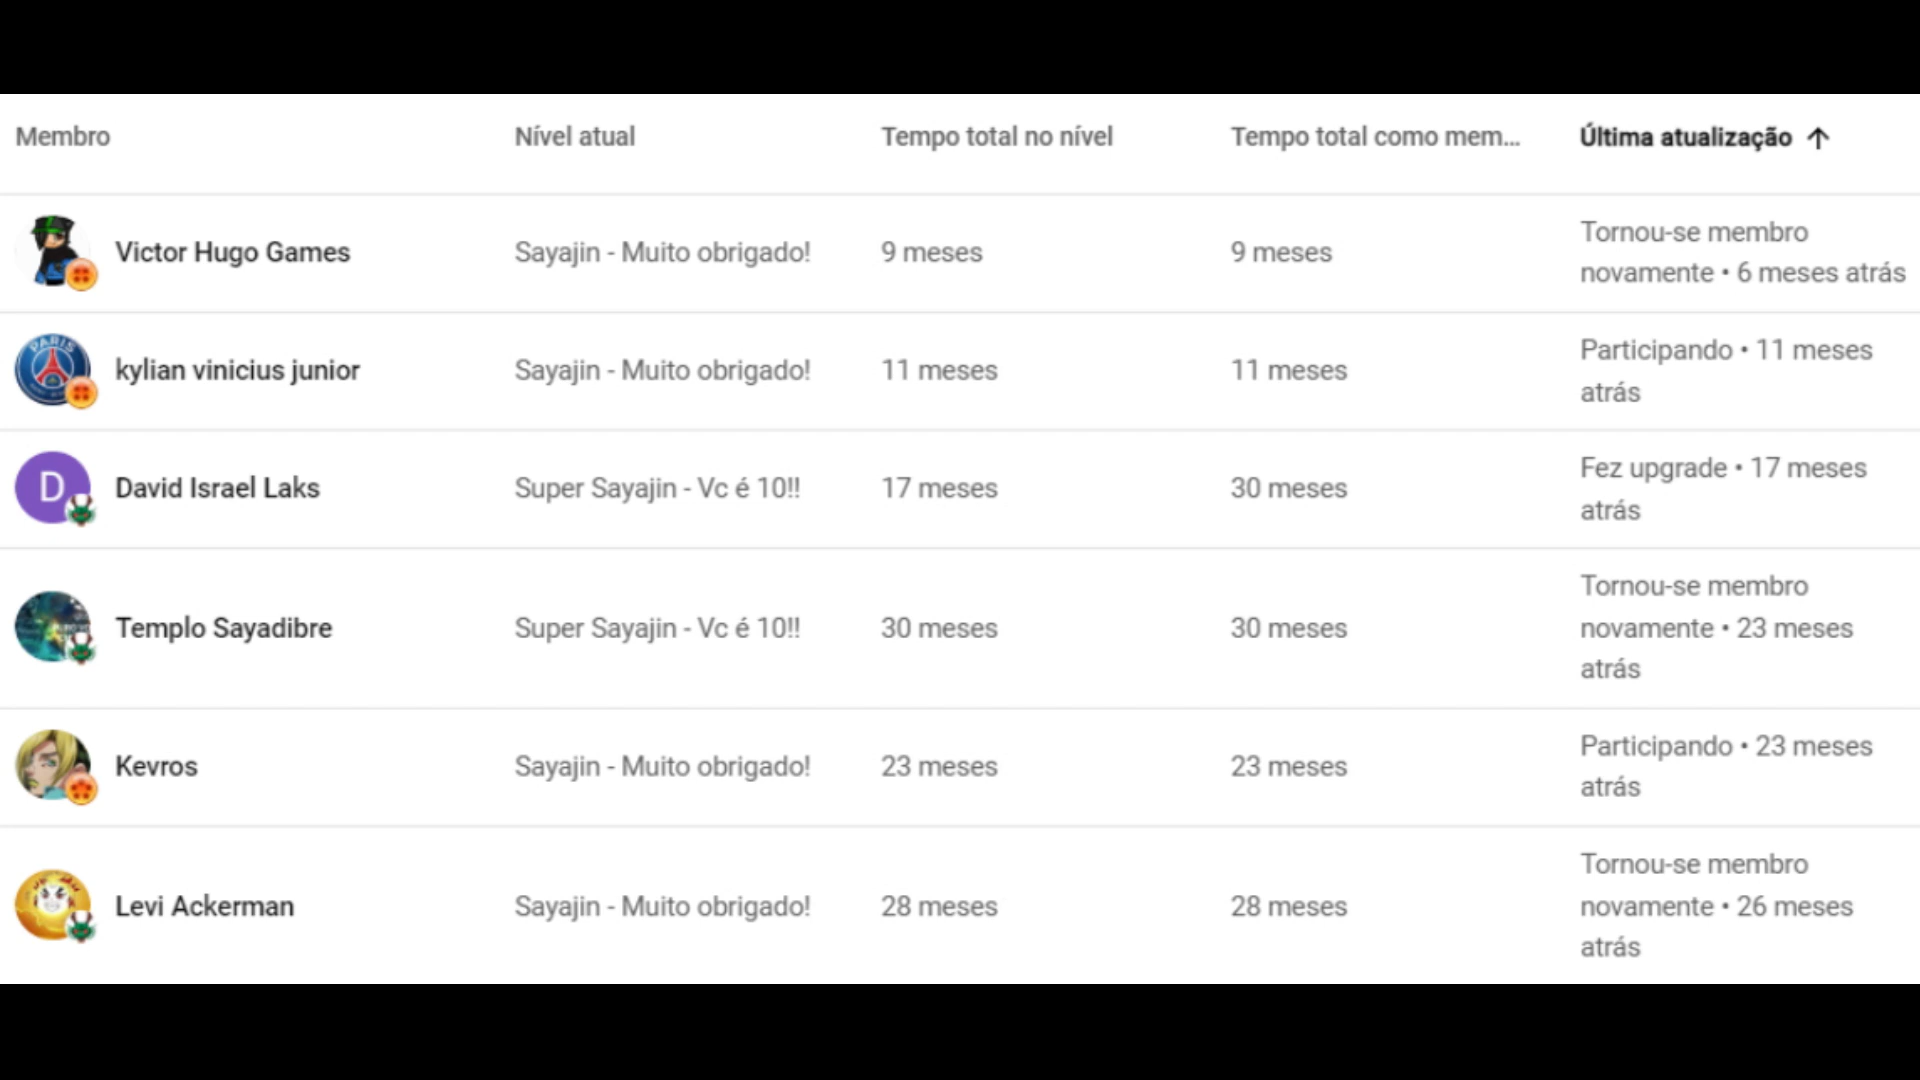 Membro Nível atual Tempo total no nível Tempo total como mem... Última atualização ↑
Victor Hugo Games Sayajin - Muito obrigado! 9 meses 9 meses Tornou-se membro
novamente • 6 meses atrás
PARIS
kylian vinicius junior Sayajin - Muito obrigado! 11 meses 11 meses Participando • 11 meses
atrás
D
David Israel Laks Super Sayajin - Vc é 10!! 17 meses 30 meses Fez upgrade • 17 meses
atrás
Templo Sayadibre Super Sayajin - Vc é 10!! 30 meses 30 meses Tornou-se membro
novamente • 23 meses
atrás
Kevros Sayajin - Muito obrigado! 23 meses 23 meses Participando • 23 meses
atrás
Levi Ackerman Sayajin - Muito obrigado! 28 meses 28 meses Tornou-se membro
novamente • 26 meses
atrás